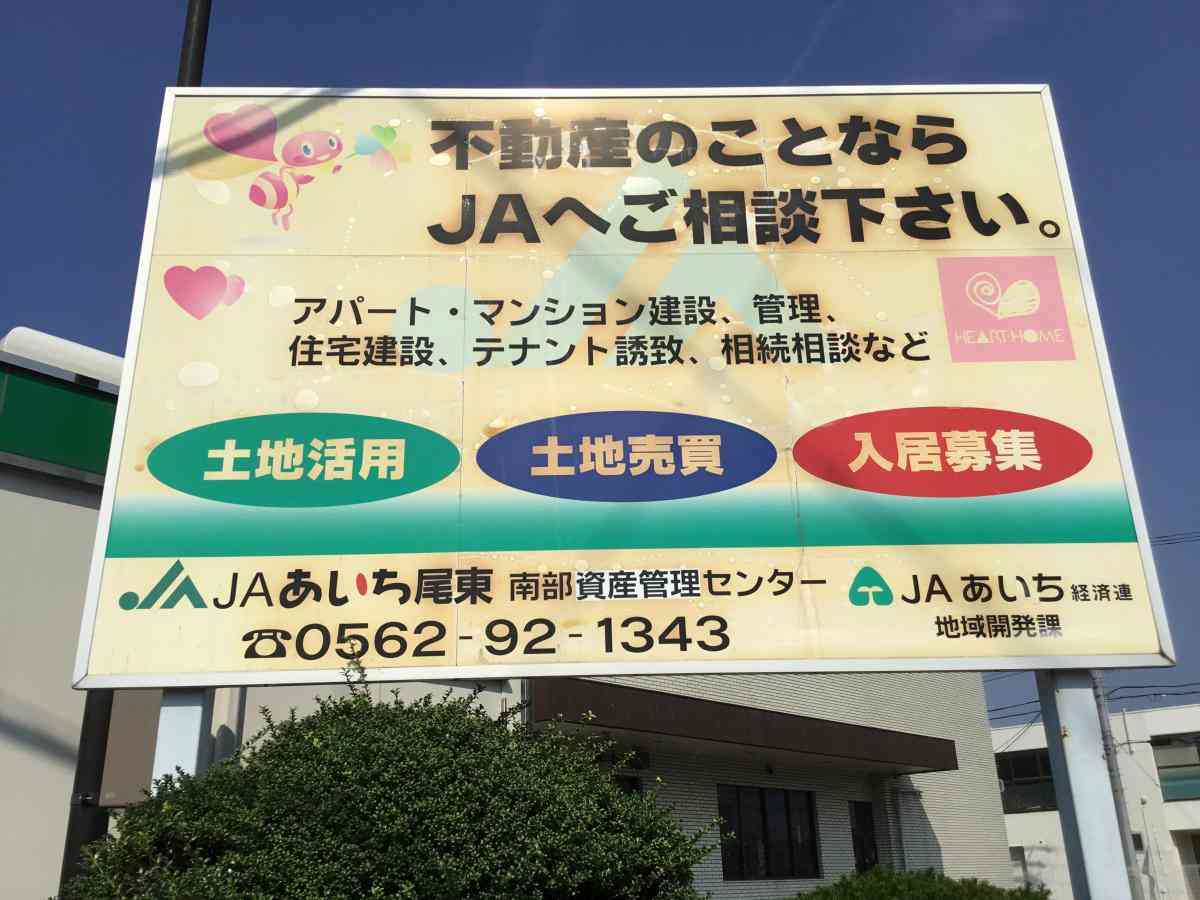 不動産のことなら
JAへご相談下さい。
アパート・マンション建設、管理、
住宅建設、テナント誘致、相続相談など
HEART HOME
土地活用
土地売買
入居募集
JAあいち尾東 南部資産管理センター
☎0562-92-1343
JAあいち経済連
地域開発課